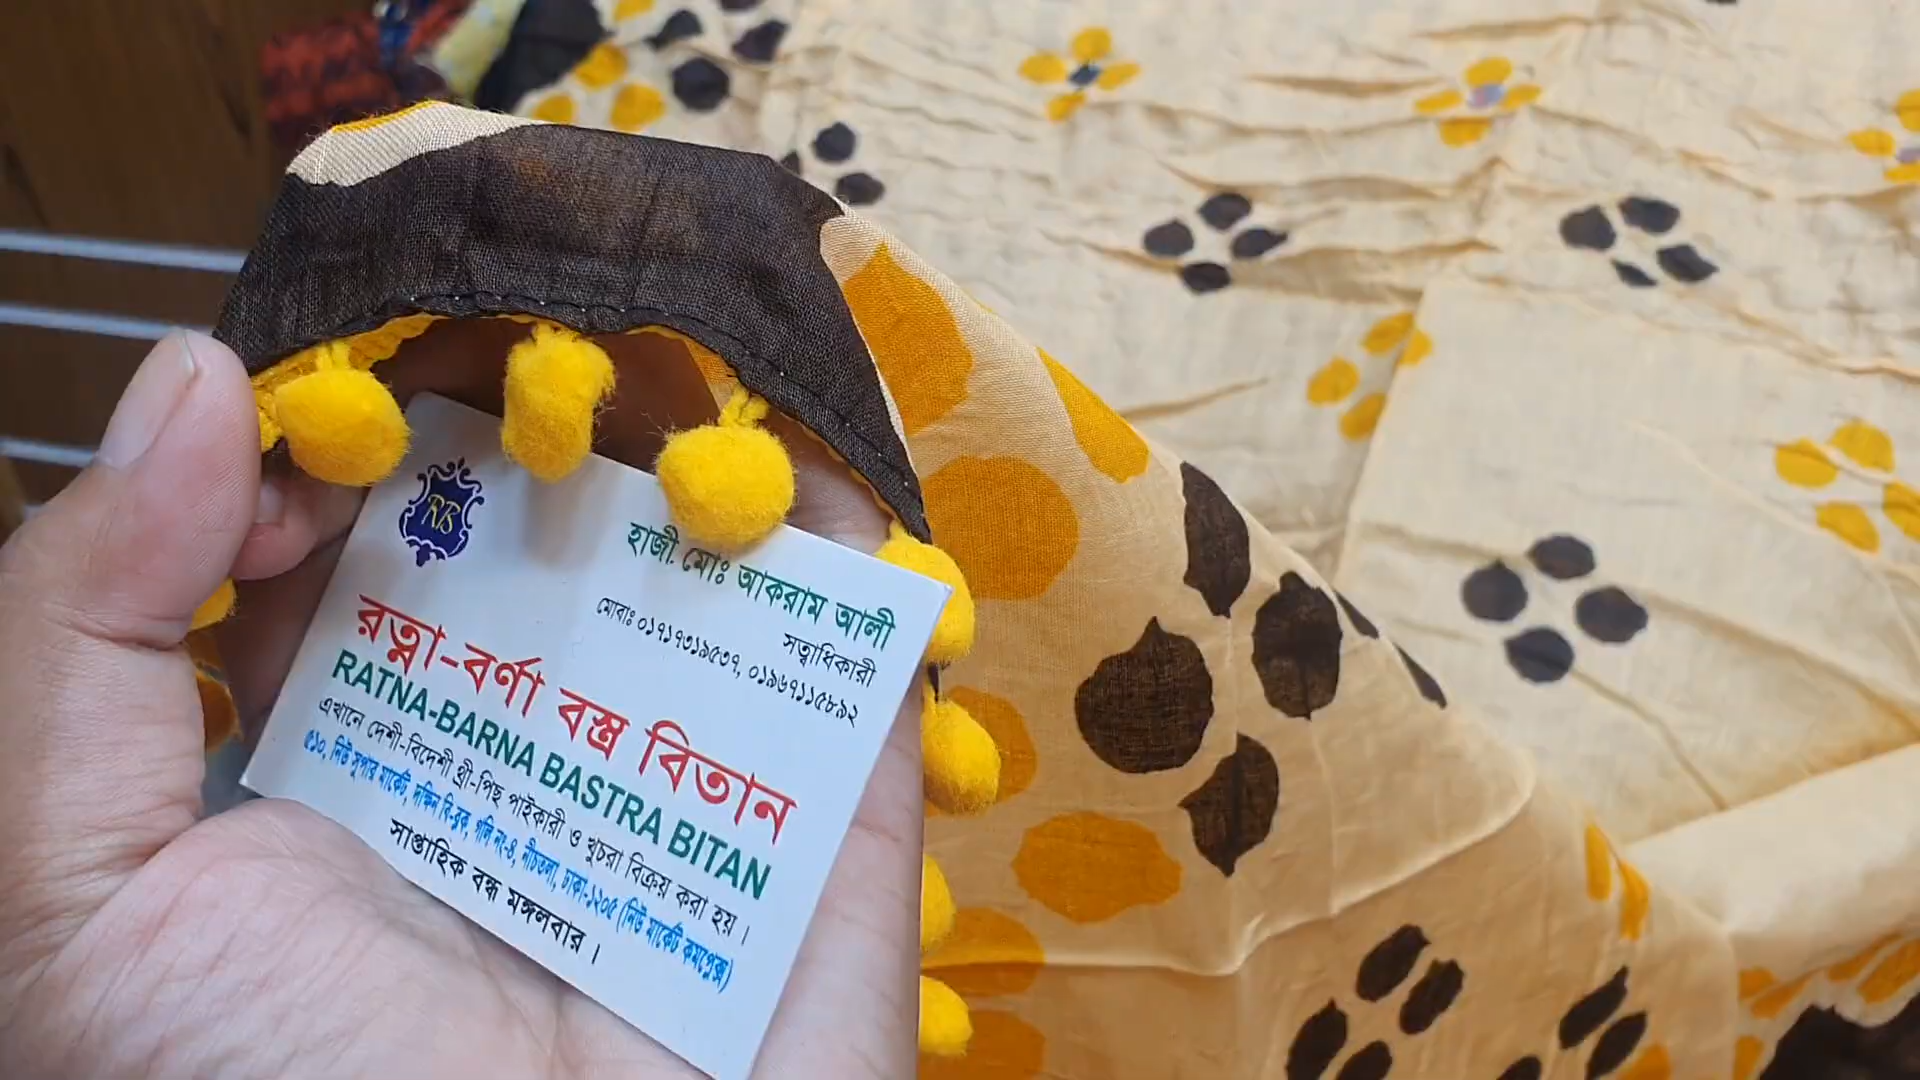 RB
হাজী মোঃ আকরাম আলী
সত্বাধিকারী
মোবাঃ ০১৭১৭৩১৯৫৩৭, ০১৯৬৭১১৫৮৯২
রত্না-বর্ণা বস্ত্র বিতান
RATNA-BARNA BASTRA BITAN
এখানে দেশী-বিদেশী থ্রী-পিছ পাইকারী ও খুচরা বিক্রয় করা হয় ।
৫১০, নিউ সুপার মার্কেট, দক্ষিন বি-ব্লক, গলি নং-৪, নীচতলা, ঢাকা-১২০৫ (নিউ মার্কেট কমপ্লেক্স)
সাপ্তাহিক বন্ধ মঙ্গলবার ।